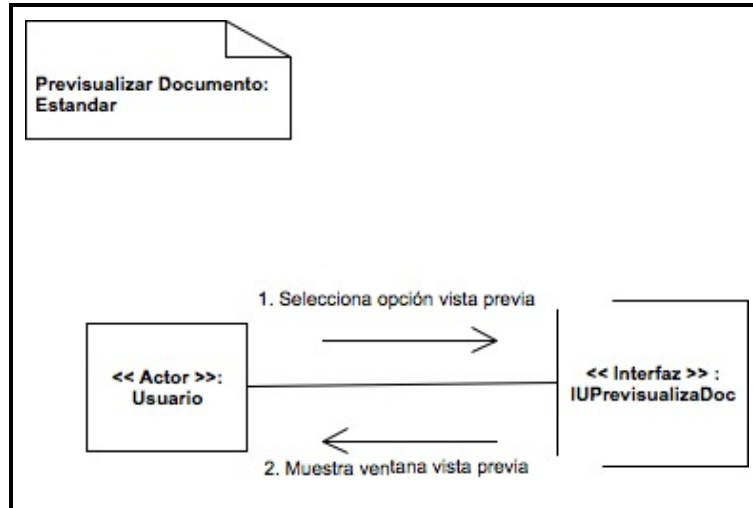 Previsualizar Documento:
Estandar
1. Selecciona opción vista previa
<< Actor >>:
Usuario
<< Interfaz >> :
IUPrevisualizaDoc
2. Muestra ventana vista previa